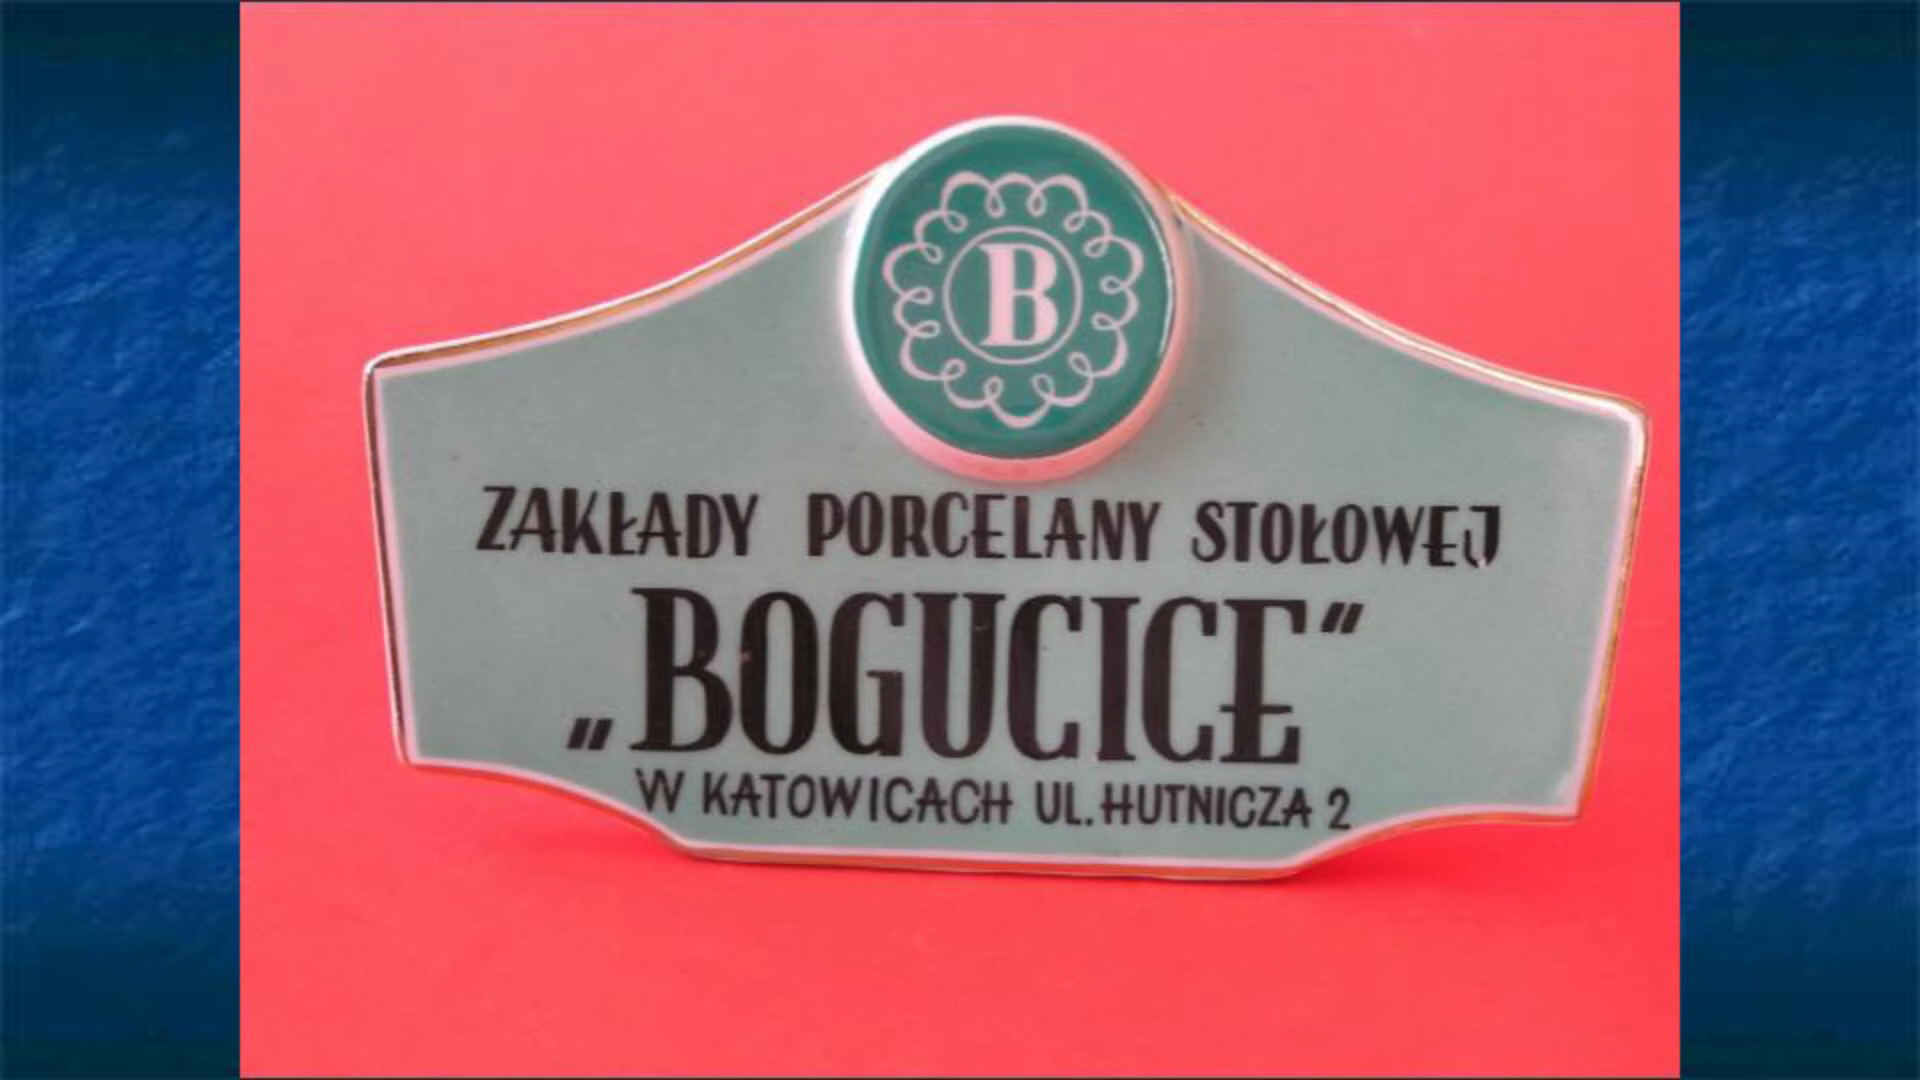 B
ZAKŁADY PORCELANY STOŁOWEJ
„BOGUCICE”
W KATOWICACH UL. HUTNICZA 2